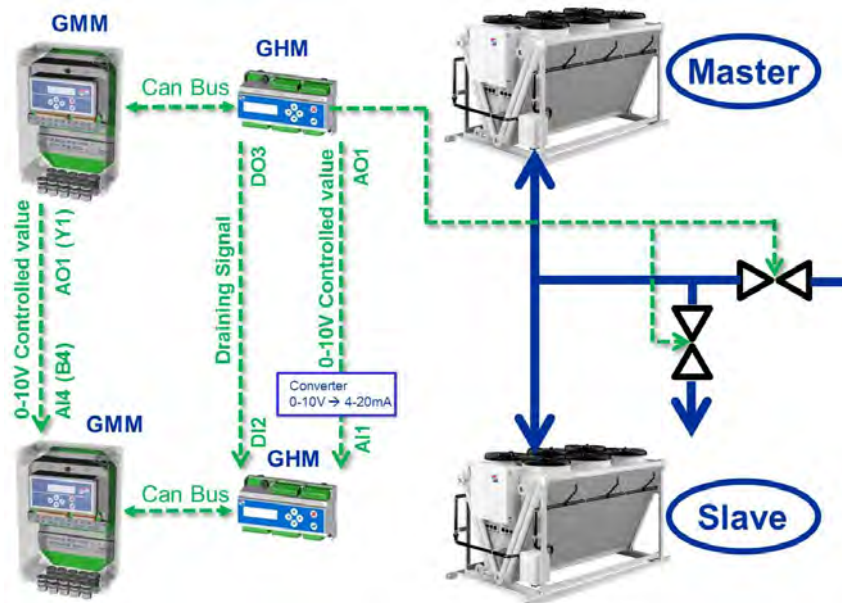 GMM
GHM
Can Bus
Master
0-10V Controlled value
AO1 (Y1)
AI4 (B4)
Draining Signal
DO3
DI2
0-10V Controlled value
AO1
AI1
Converter
0-10V → 4-20mA
GMM
GHM
Can Bus
Slave